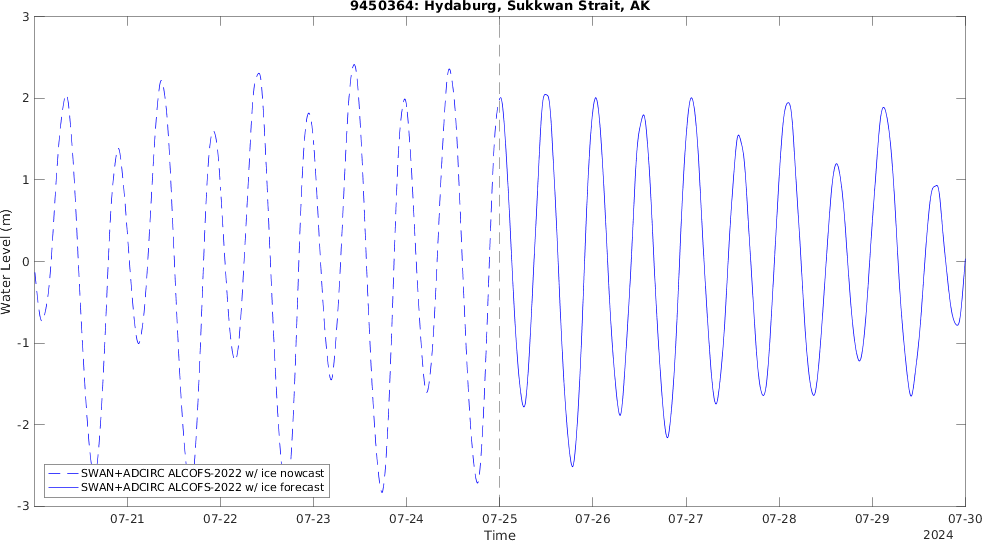 9450364: Hydaburg, Sukkwan Strait, AK
3
2
1
0
-1
-2
-3
Water Level (m)
SWAN+ADCIRC ALCOFS-2022 w/ ice nowcast
SWAN+ADCIRC ALCOFS-2022 w/ ice forecast
07-21 07-22 07-23 07-24 07-25 07-26 07-27 07-28 07-29 07-30
Time
2024